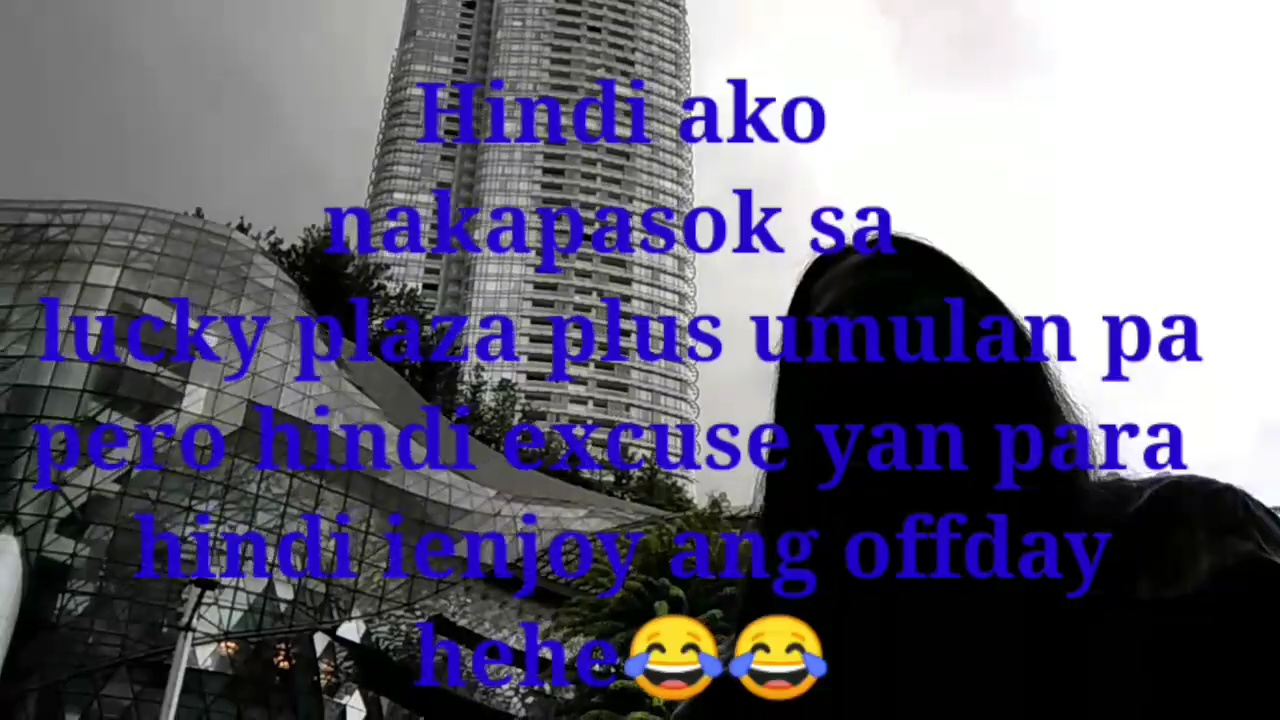 Hindi ako
nakapasok sa
lucky plaza plus umulan pa
pero hindi excuse yan para
hindi ienjoy ang offday
hehe😂😂